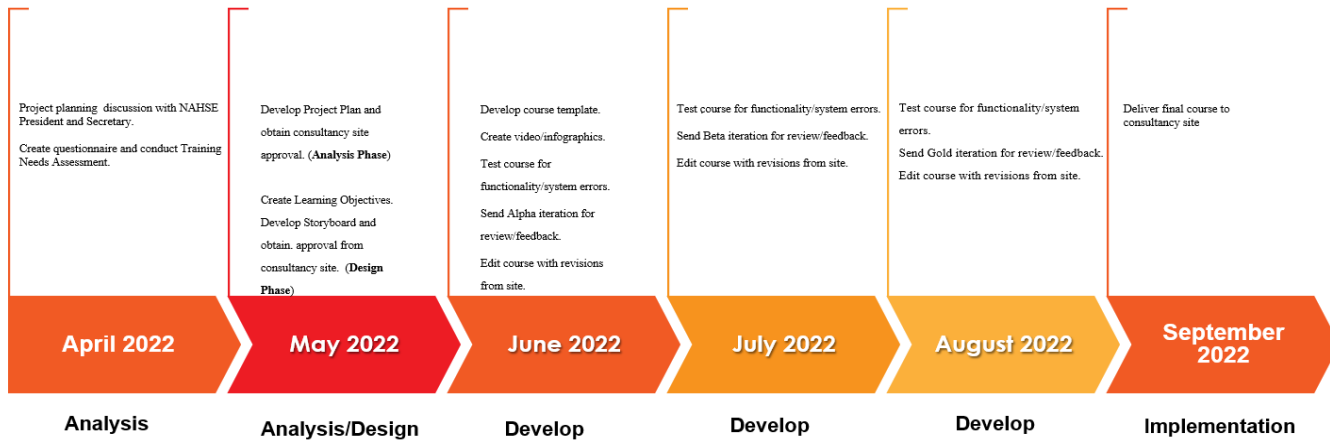 Project planning discussion with NAHSE
President and Secretary.
Create questionnaire and conduct Training
Needs Assessment.
Develop Project Plan and
obtain consultancy site
approval. (Analysis Phase)
Create Learning Objectives.
Develop Storyboard and
obtain. approval from
consultancy site. (Design
Phase)
Develop course template.
Create video/infographics.
Test course for
functionality/system errors.
Send Alpha iteration for
review/feedback.
Edit course with revisions
from site.
Test course for functionality/system errors.
Send Beta iteration for review/feedback.
Edit course with revisions from site.
Test course for functionality/system
errors.
Send Gold iteration for review/feedback.
Edit course with revisions from site.
Deliver final course to
consultancy site
April 2022
May 2022
June 2022
July 2022
August 2022
September
2022
Analysis
Analysis/Design
Develop
Develop
Develop
Implementation